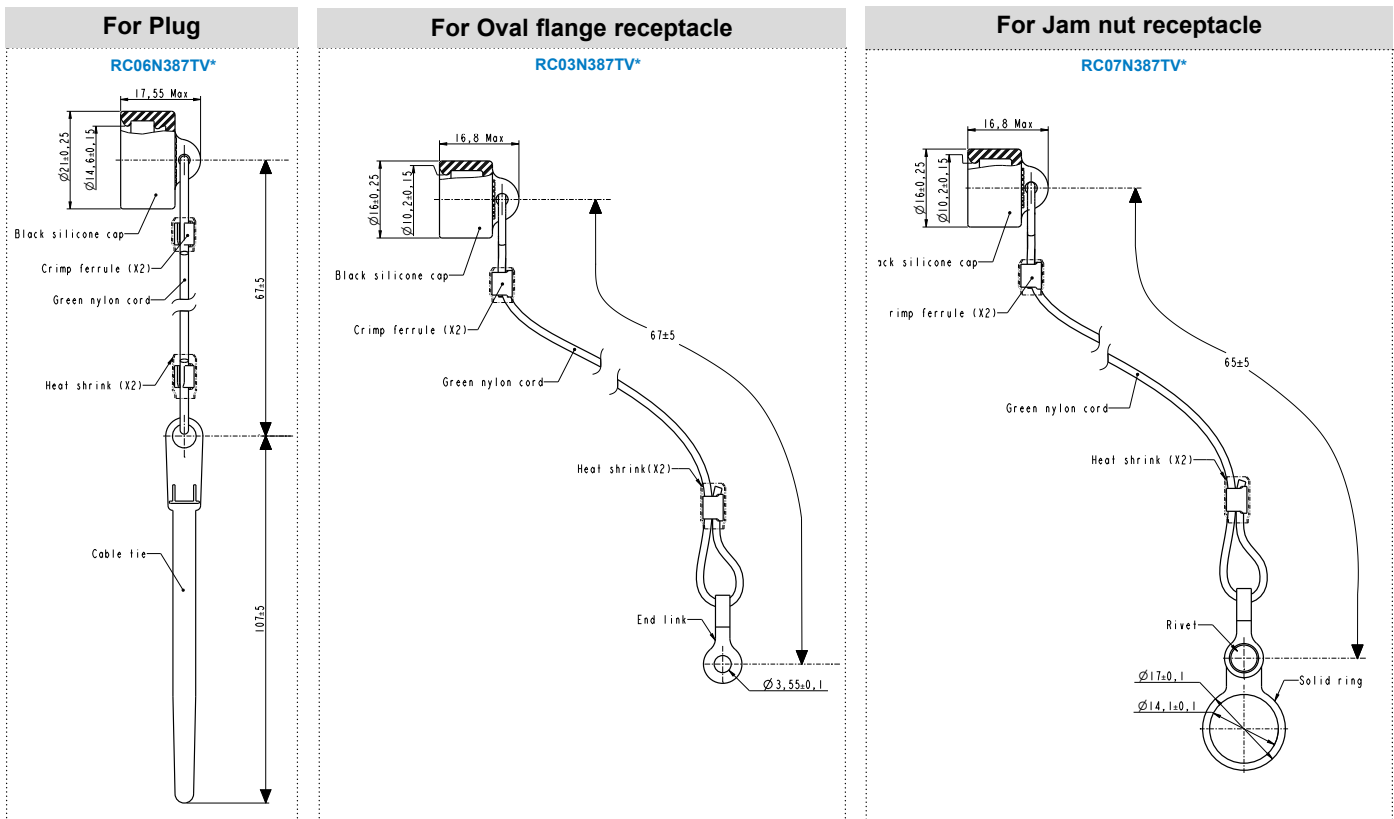 For Plug
RC06N387TV*
17,55 Max
Ø21±0,25
Ø14,6±0,15
Black silicone cap
Crimp ferrule (X2)
Green nylon cord
67±5
Heat shrink (X2)
Cable tie
107±5
For Oval flange receptacle
RC03N387TV*
16,8 Max
Ø16±0,25
Ø10,2±0,15
Black silicone cap
Crimp ferrule (X2)
67±5
Green nylon cord
Heat shrink(X2)
End link
Ø3,55±0,1
For Jam nut receptacle
RC07N387TV*
16,8 Max
Ø16±0,25
Ø10,2±0,15
ack silicone cap
rimp ferrule (X2)
65±5
Green nylon cord
Heat shrink (X2)
Rivet
Ø17±0,1
Solid ring
Ø14,1±0,1